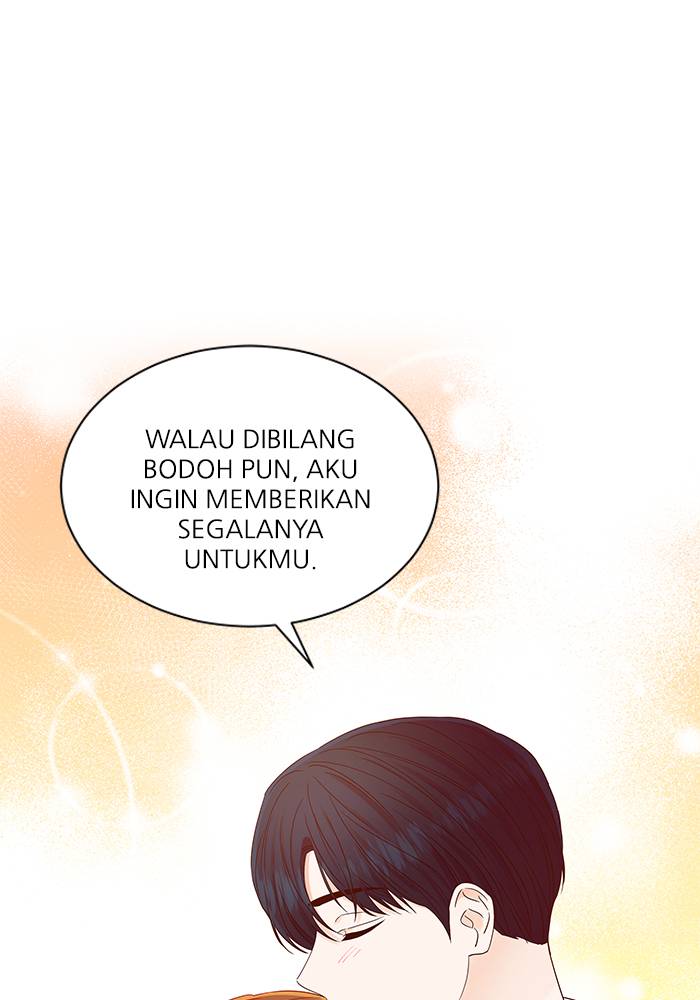 WALAU DIBILANG
BODOH PUN, AKU
INGIN MEMBERIKAN
SEGALANYA
UNTUKMU.